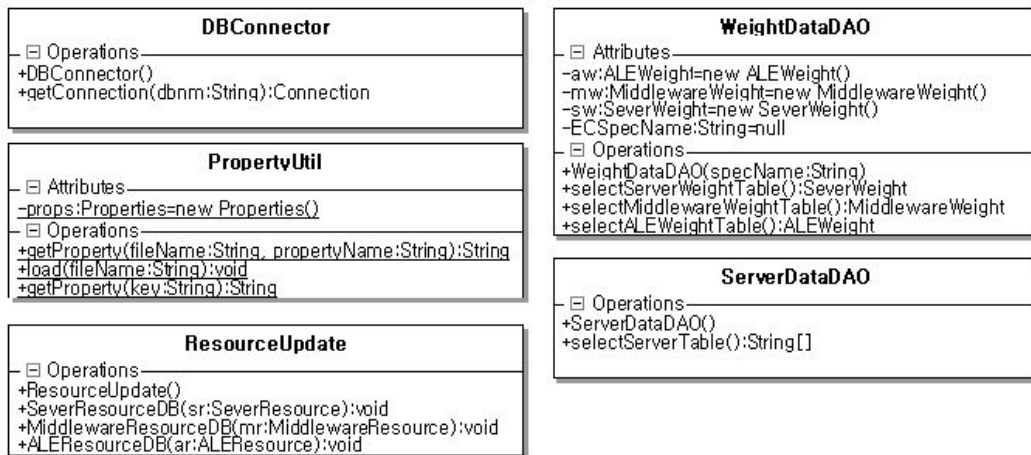 DBConnector
Operations
+DBConnector()
+getConnection(dbnm:String):Connection
PropertyUtil
Attributes
-props:Properties=new Properties()
Operations
+getProperty(fileName:String, propertyName:String):String
+load(fileName:String):void
+getProperty(key:String):String
ResourceUpdate
Operations
+ResourceUpdate()
+SeverResourceDB(sr:SeverResource):void
+MiddlewareResourceDB(mr:MiddlewareResource):void
+ALEResourceDB(ar:ALEResource):void
WeightDataDAO
Attributes
-aw:ALEWeight=new ALEWeight()
-mw:MiddlewareWeight=new MiddlewareWeight()
-sw:SeverWeight=new SeverWeight()
-ECSpecName:String=null
Operations
+WeightDataDAO(specName:String)
+selectServerWeightTable():SeverWeight
+selectMiddlewareWeightTable():MiddlewareWeight
+selectALEWeightTable():ALEWeight
ServerDataDAO
Operations
+ServerDataDAO()
+selectServerTable():String[]